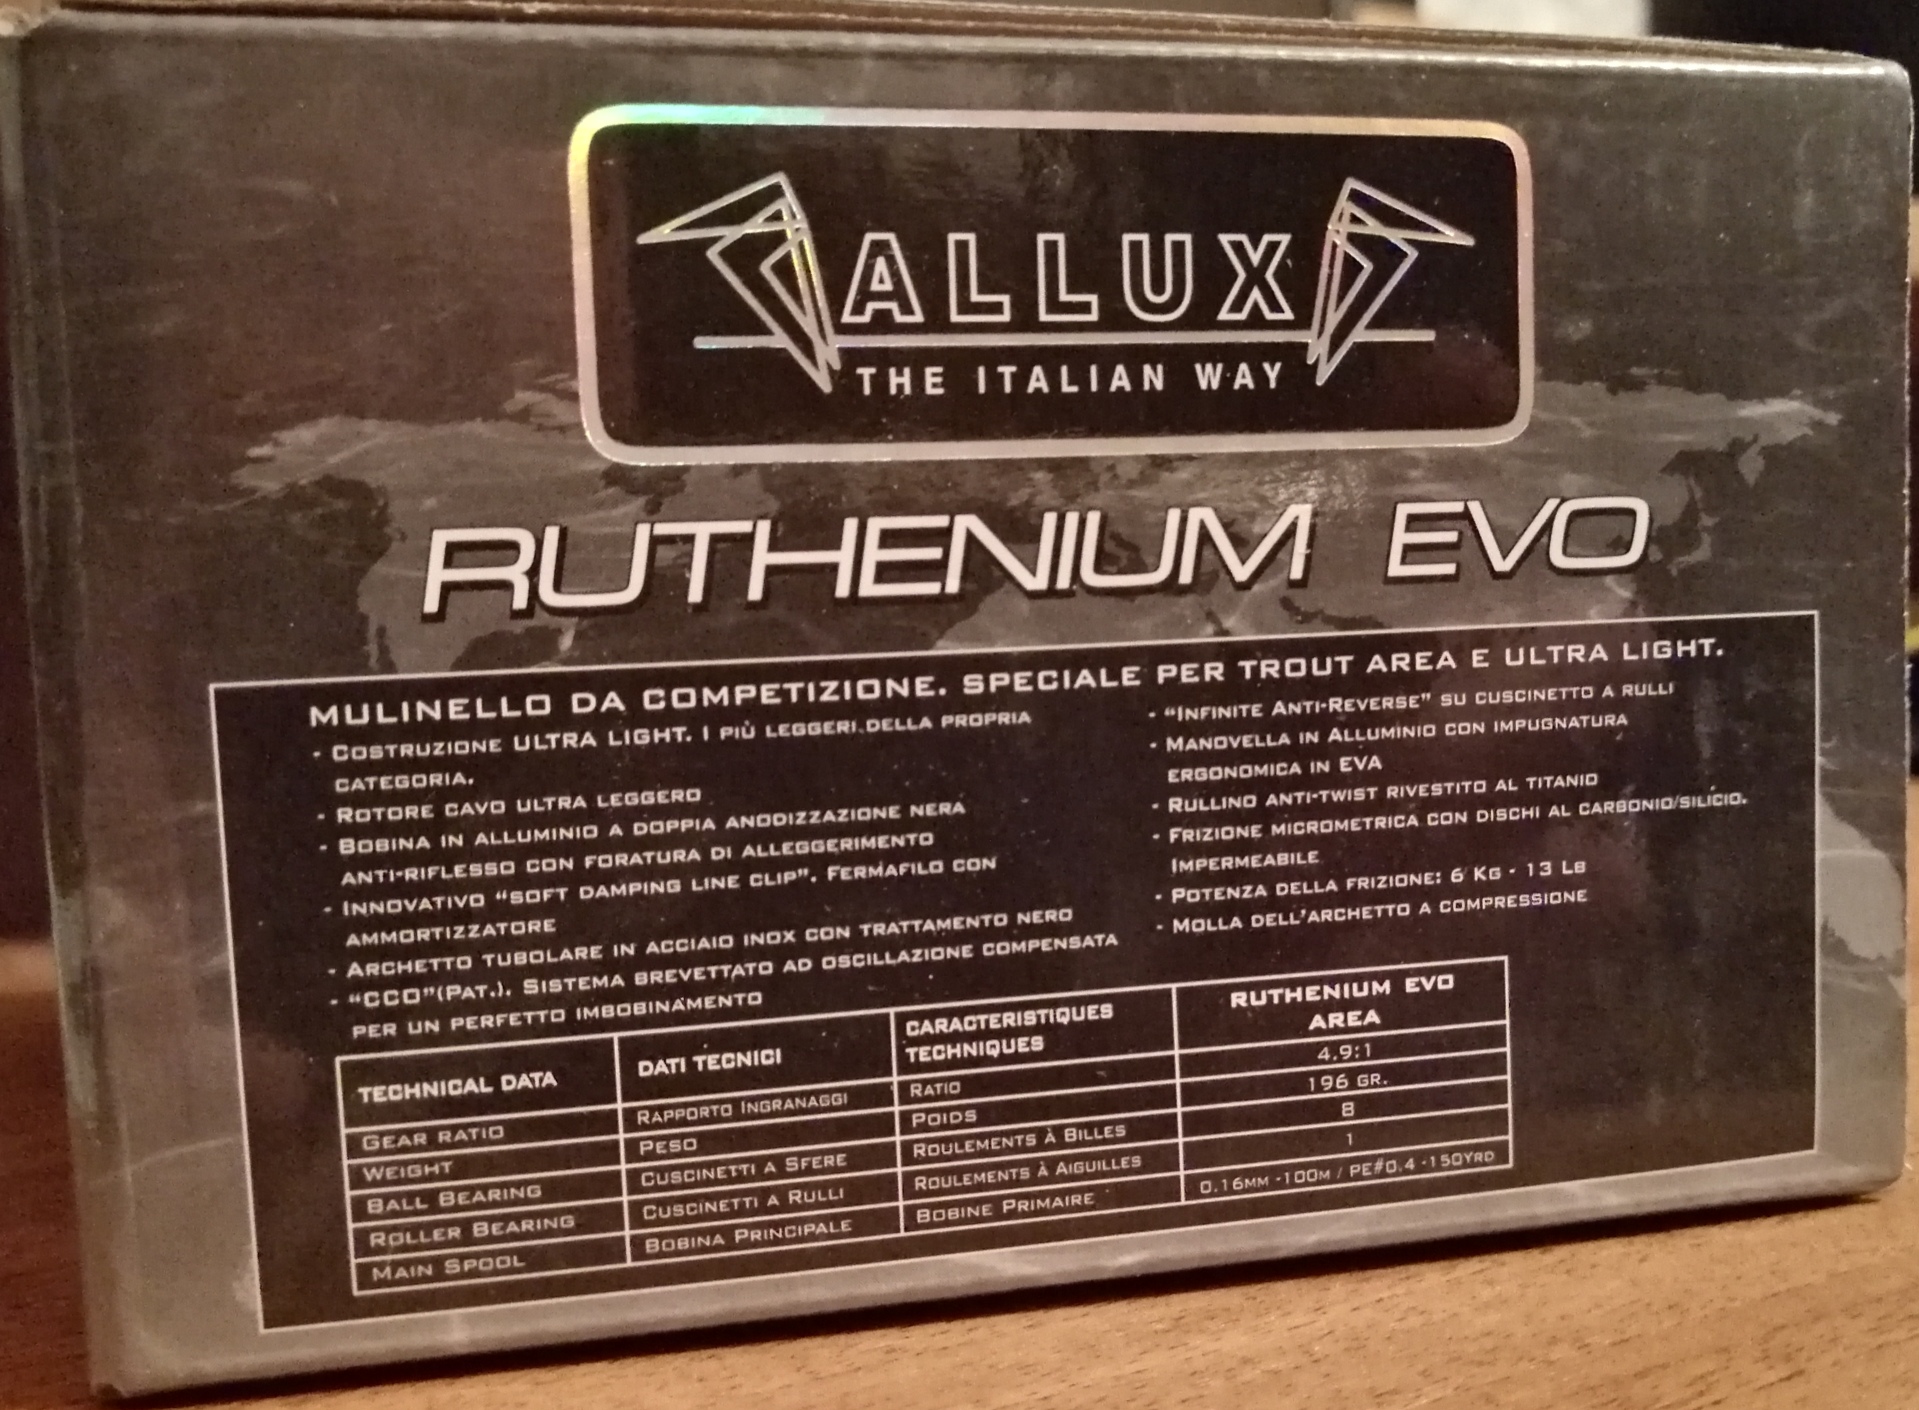 ALLUX
THE ITALIAN WAY
RUTHENIUM EVO
MULINELLO DA COMPETIZIONE. SPECIALE PER TROUT AREA E ULTRA LIGHT.
- COSTRUZIONE ULTRA LIGHT. I PIÙ LEGGERI DELLA PROPRIA
CATEGORIA.
- ROTORE CAVO ULTRA LEGGERO
- BOBINA IN ALLUMINIO A DOPPIA ANODIZZAZIONE NERA
ANTI-RIFLESSO CON FORATURA DI ALLEGGERIMENTO
- INNOVATIVO "SOFT DAMPING LINE CLIP". FERMAFILO CON
AMMORTIZZATORE
- ARCHETTO TUBOLARE IN ACCIAIO INOX CON TRATTAMENTO NERO
- "CCO"(PAT.). SISTEMA BREVETTATO AD OSCILLAZIONE COMPENSATA
PER UN PERFETTO IMBOBINAMENTO
- "INFINITE ANTI-REVERSE" SU CUSCINETTO A RULLI
- MANOVELLA IN ALLUMINIO CON IMPUGNATURA
ERGONOMICA IN EVA
- RULLINO ANTI-TWIST RIVESTITO AL TITANIO
- FRIZIONE MICROMETRICA CON DISCHI AL CARBONIO/SILICIO.
IMPERMEABILE
- POTENZA DELLA FRIZIONE: 6 KG - 13 LB
- MOLLA DELL'ARCHETTO A COMPRESSIONE
TECHNICAL DATA DATI TECNICI CARACTERISTIQUES TECHNIQUES RUTHENIUM EVO AREA
GEAR RATIO RAPPORTO INGRANAGGI RATIO 4.9:1
WEIGHT PESO POIDS 196 GR.
BALL BEARING CUSCINETTI A SFERE ROULEMENTS À BILLES 8
ROLLER BEARING CUSCINETTI A RULLI ROULEMENTS À AIGUILLES 1
MAIN SPOOL BOBINA PRINCIPALE BOBINE PRIMAIRE 0.16MM -100M / PE#0.4 -150YRD